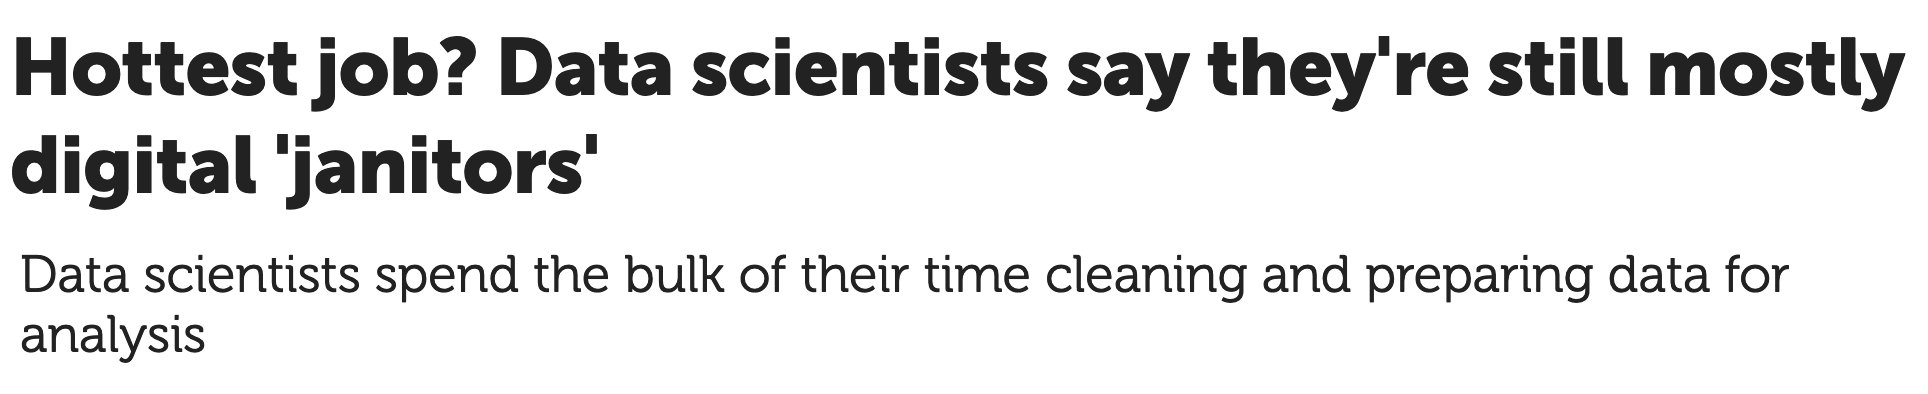 Hottest job? Data scientists say they're still mostly
digital 'janitors'
Data scientists spend the bulk of their time cleaning and preparing data for
analysis